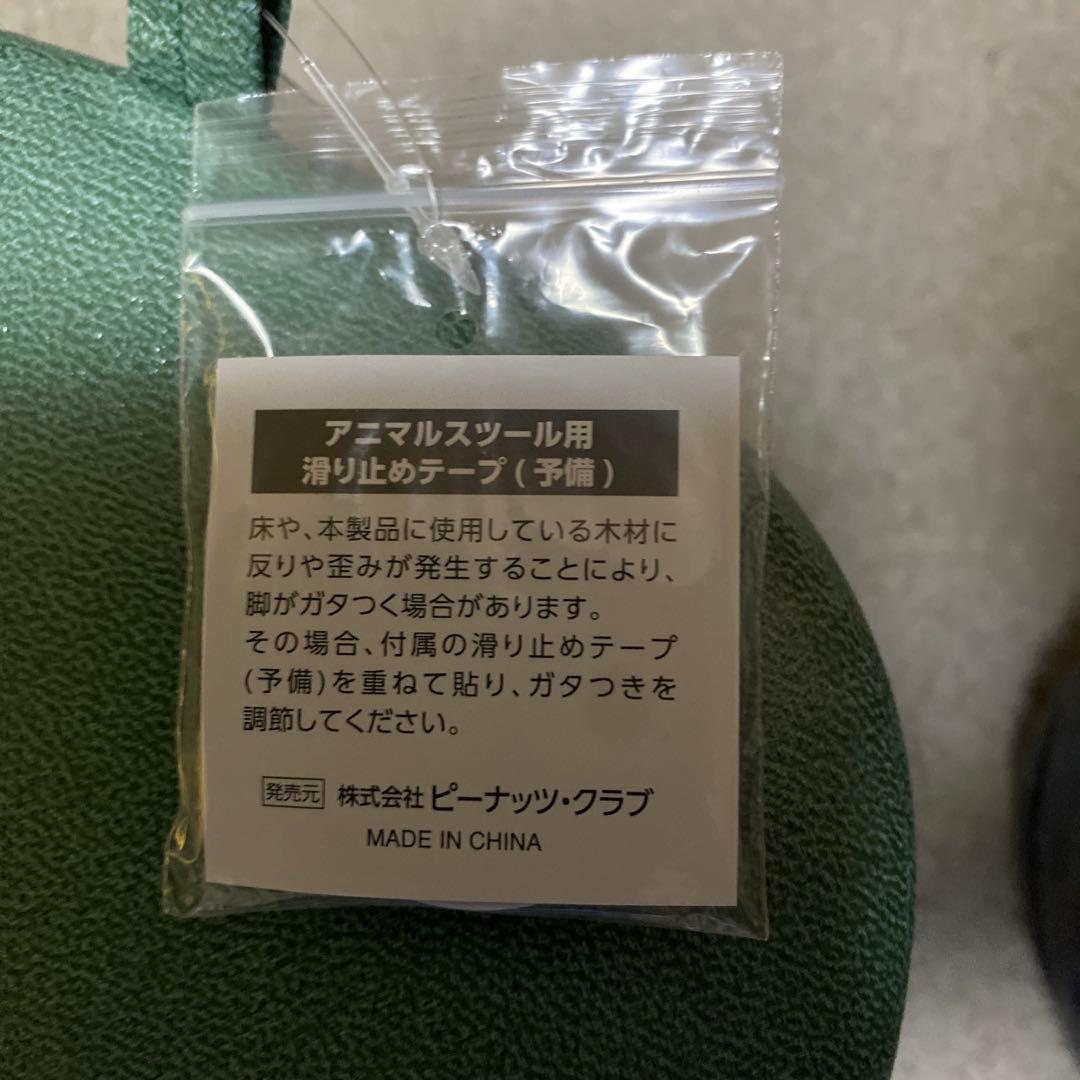 アニマルスツール用
滑り止めテープ(予備)
床や、本製品に使用している木材に
反りや歪みが発生することにより、
脚がガタつく場合があります。
その場合、付属の滑り止めテープ
(予備)を重ねて貼り、ガタつきを
調節してください。
発売元 株式会社ピーナッツ・クラブ
MADE IN CHINA